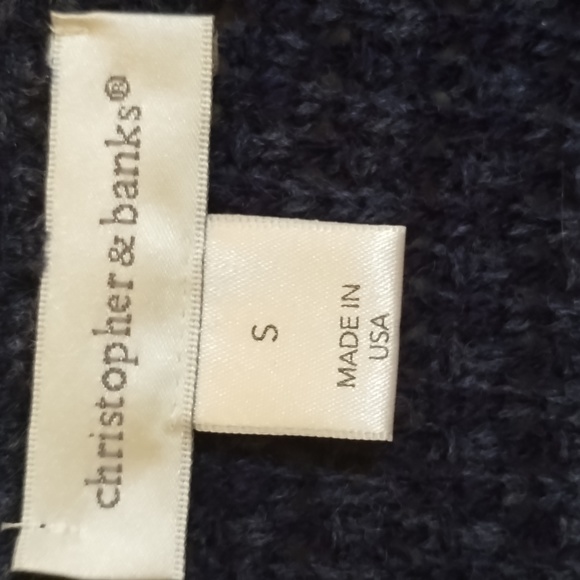 christopher & banks®
S
MADE IN
USA